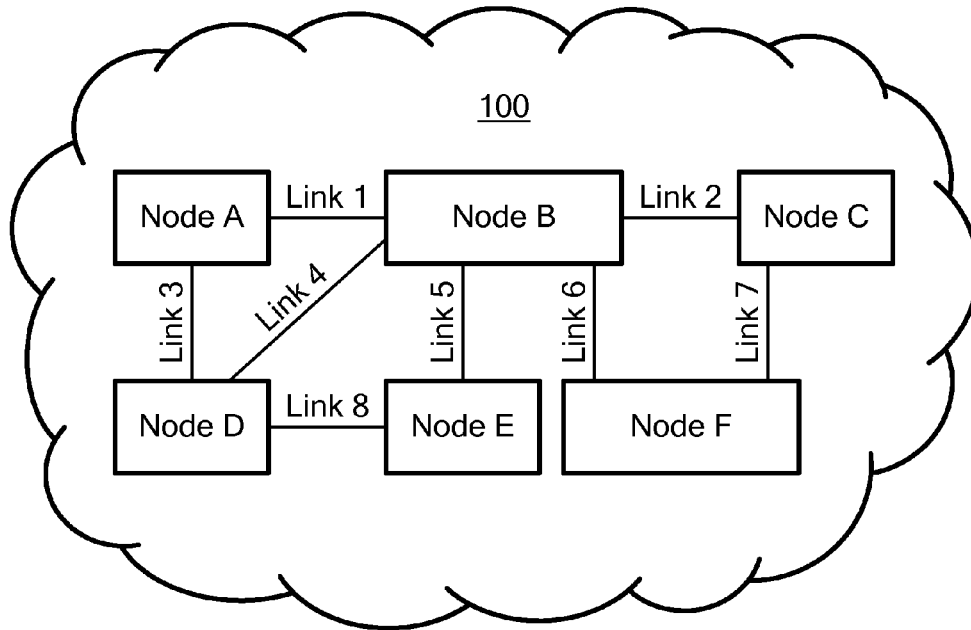 100
Node A
Link 1
Node B
Link 2
Node C
Link 3
Link 4
Link 5
Link 6
Link 7
Node D
Link 8
Node E
Node F